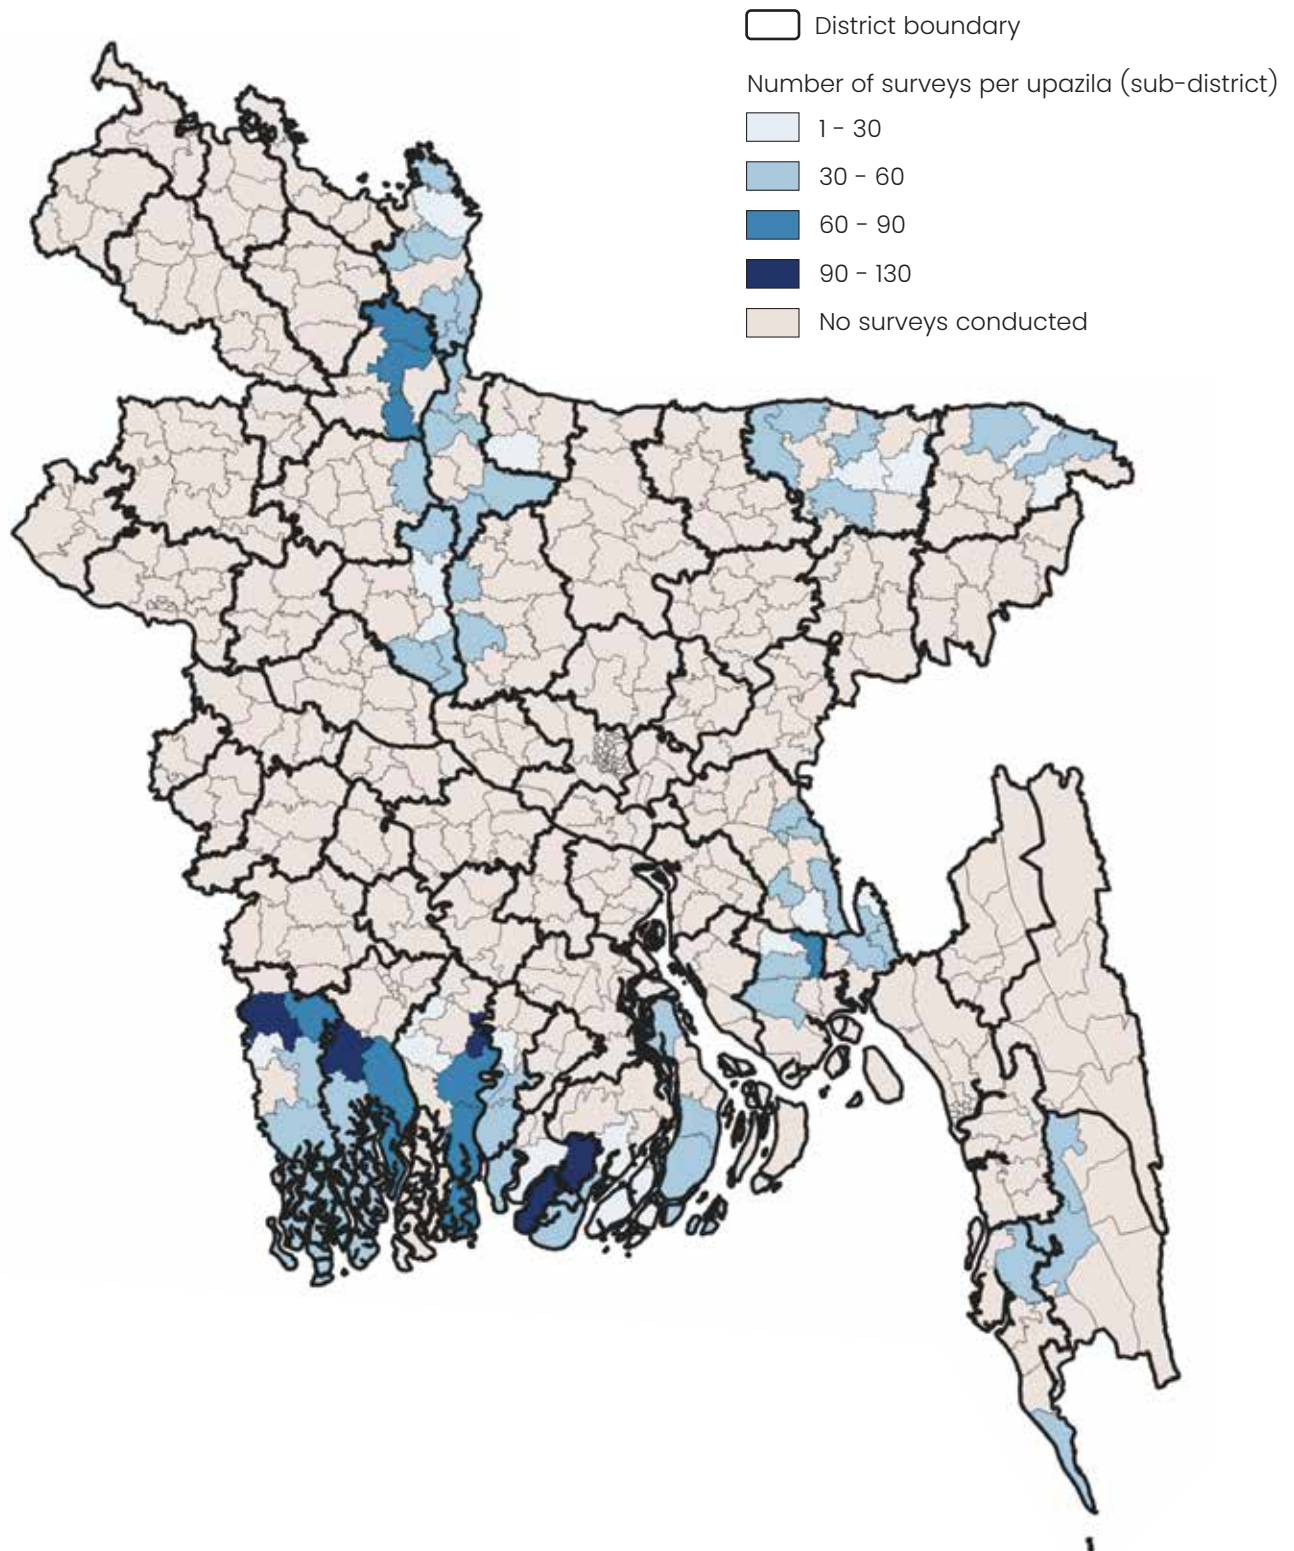 District boundary
Number of surveys per upazila (sub-district)
1 - 30
30 - 60
60 - 90
90 - 130
No surveys conducted